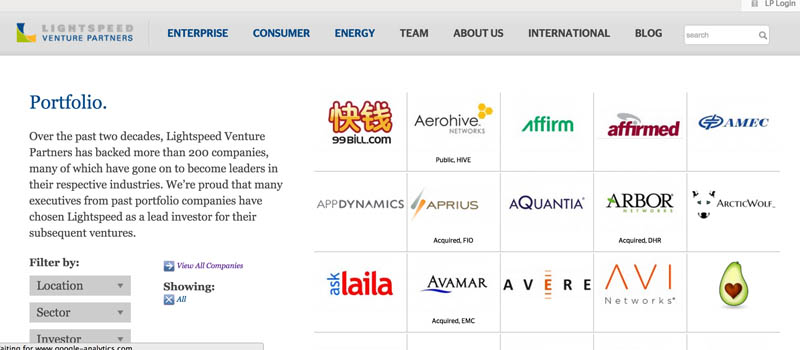 LP Login
LIGHTSPEED
VENTURE PARTNERS
ENTERPRISE CONSUMER ENERGY TEAM ABOUT US INTERNATIONAL BLOG search
Portfolio.
Over the past two decades, Lightspeed Venture
Partners has backed more than 200 companies,
many of which have gone on to become leaders in
their respective industries. We're proud that many
executives from past portfolio companies have
chosen Lightspeed as a lead investor for their
subsequent ventures.
Filter by:
Location
Sector
Investor
View All Companies
Showing:
All
快钱
99BILL.COM
Aerohive
NETWORKS
Public, HIVE
affirm
affirmed
AMEC
APPDYNAMICS
APRIUS
Acquired, FIO
AQUANTIA
ARBOR
NETWORKS
Acquired, DHR
ARCTICWOLF
ask laila
AVAMAR
Acquired, EMC
AVERE
AVI
Networks
aiting for www.google-analytics.com